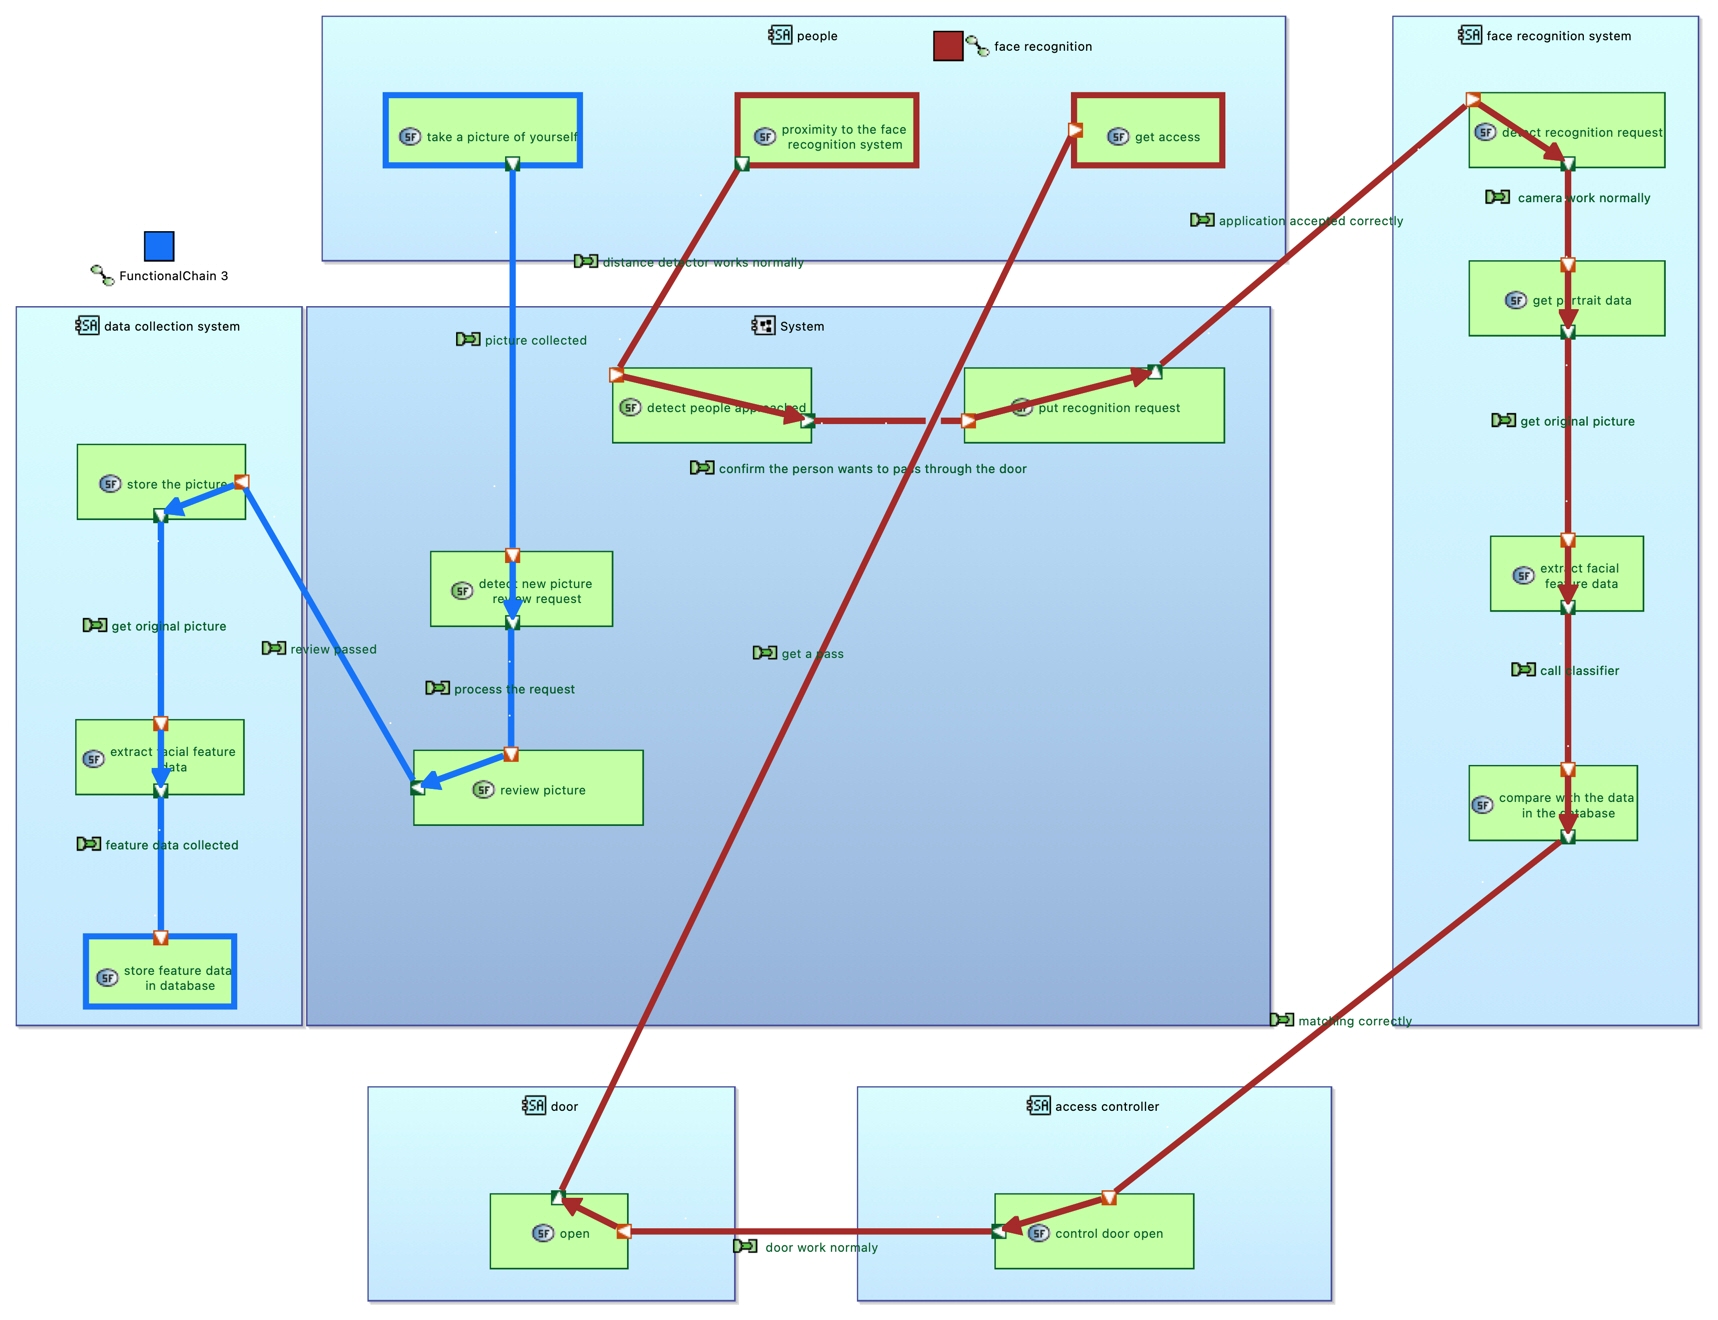 people
face recognition
take a picture of yourself
proximity to the face
recognition system
get access
application accepted correctly
distance detector works normally
face recognition system
detect recognition request
camera work normally
get portrait data
get original picture
extract facial
feature data
call classifier
compare with the data
in the database
FunctionalChain 3
data collection system
store the picture
get original picture
review passed
extract facial feature
data
feature data collected
store feature data
in database
System
picture collected
detect people approached
put recognition request
confirm the person wants to pass through the door
detect new picture
review request
get a pass
process the request
review picture
matching correctly
door
open
door work normaly
access controller
control door open